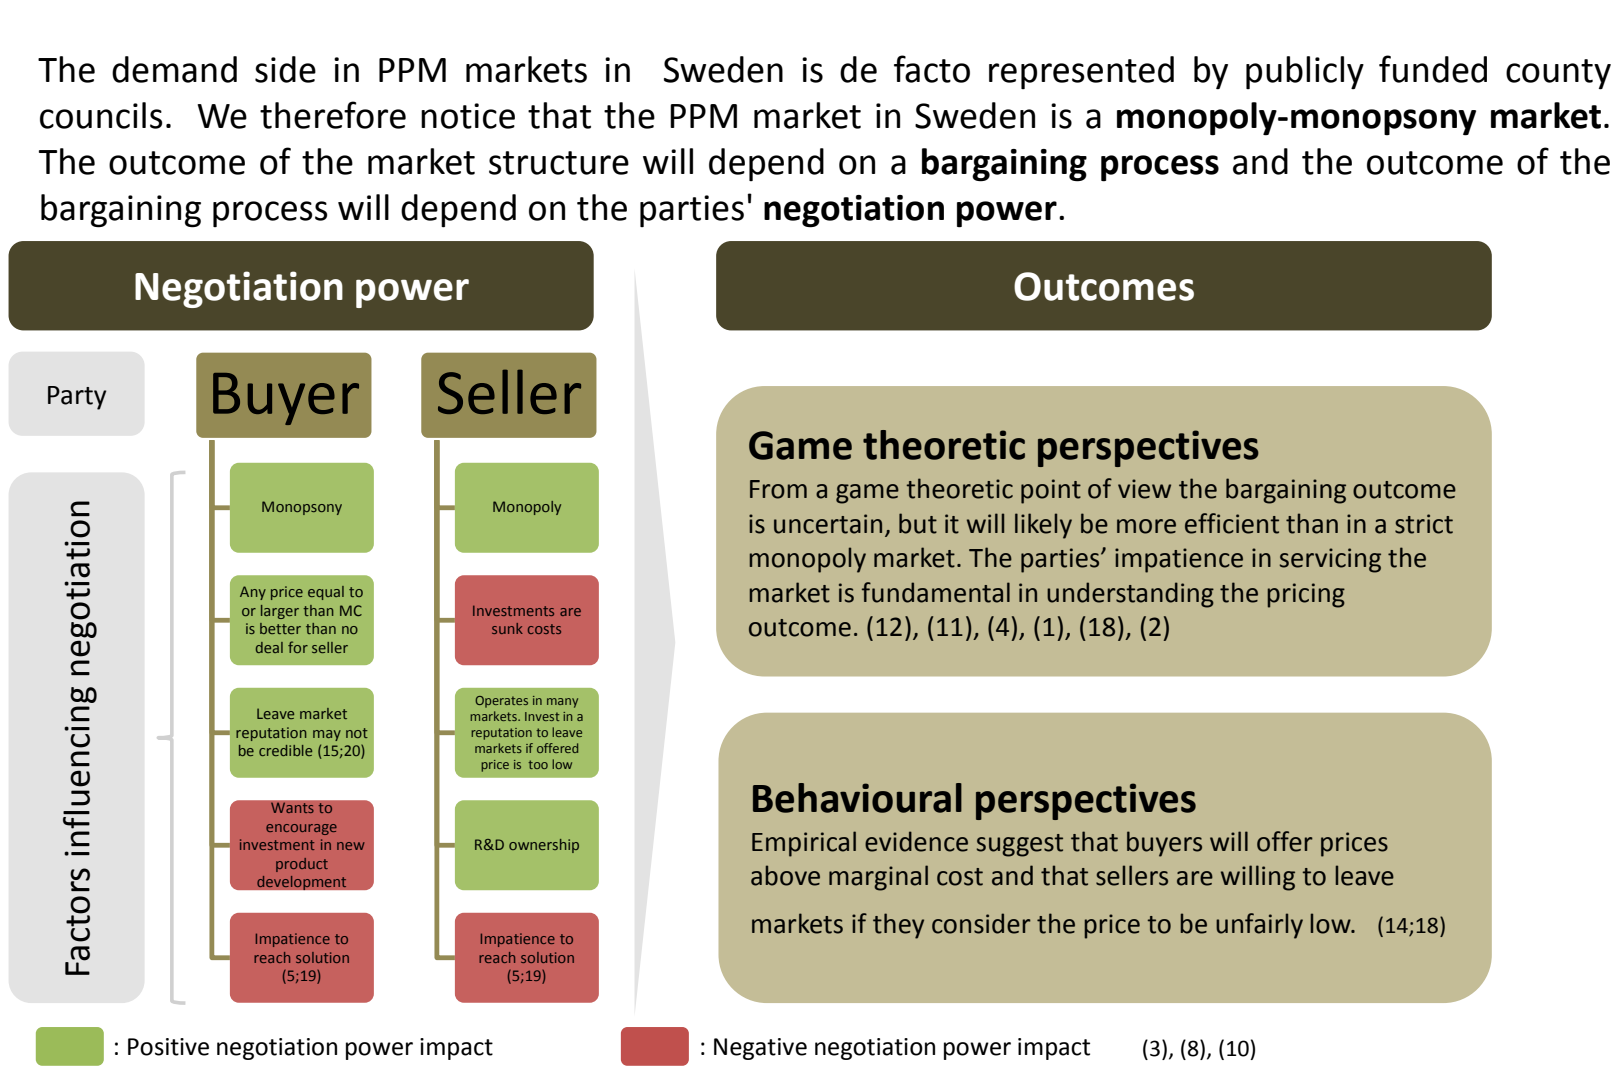 The demand side in PPM markets in Sweden is de facto represented by publicly funded county
councils. We therefore notice that the PPM market in Sweden is a monopoly-monopsony market.
The outcome of the market structure will depend on a bargaining process and the outcome of the
bargaining process will depend on the parties' negotiation power.
Negotiation power
Outcomes
Party
Buyer
Seller
Factors influencing negotiation
Monopsony
Any price equal to
or larger than MC
is better than no
deal for seller
Leave market
reputation may not
be credible (15;20)
Wants to
encourage
investment in new
product
development
Impatience to
reach solution
(5;19)
Monopoly
Investments are
sunk costs
Operates in many
markets. Invest in a
reputation to leave
markets if offered
price is too low
R&D ownership
Impatience to
reach solution
(5;19)
Game theoretic perspectives
From a game theoretic point of view the bargaining outcome
is uncertain, but it will likely be more efficient than in a strict
monopoly market. The parties’ impatience in servicing the
market is fundamental in understanding the pricing
outcome. (12), (11), (4), (1), (18), (2)
Behavioural perspectives
Empirical evidence suggest that buyers will offer prices
above marginal cost and that sellers are willing to leave
markets if they consider the price to be unfairly low. (14;18)
: Positive negotiation power impact
: Negative negotiation power impact
(3), (8), (10)